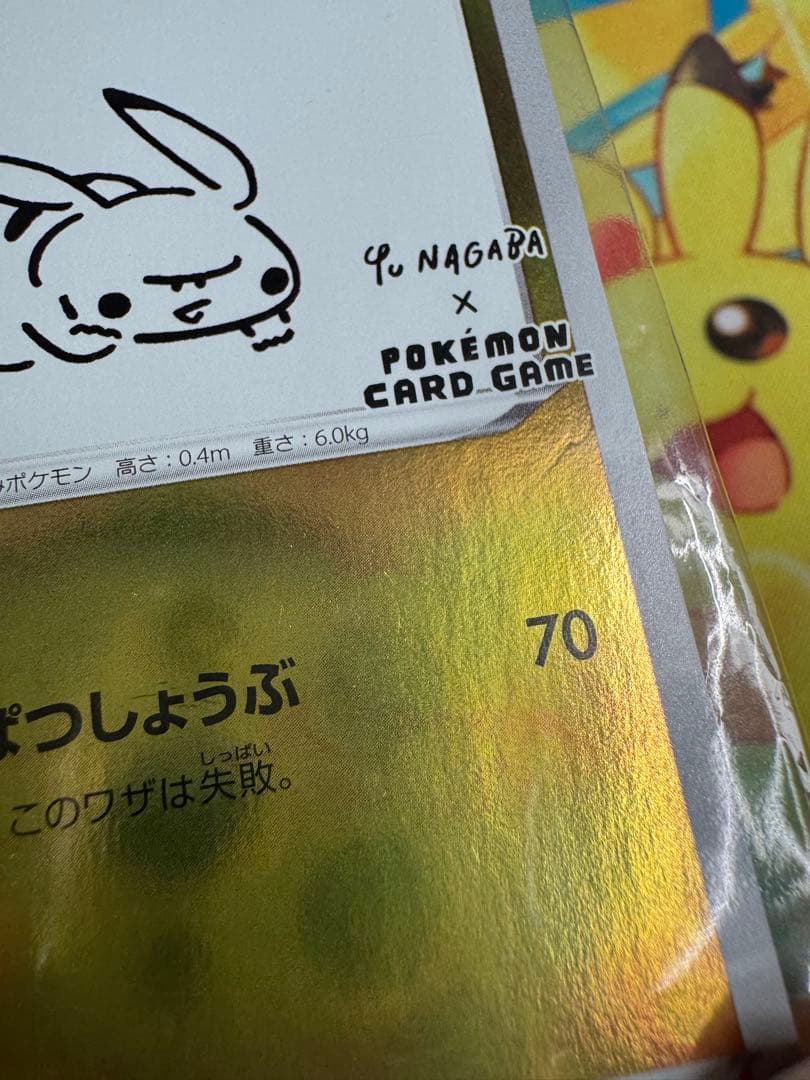 Yu NAGABA
×
POKÉMON
CARD GAME
みポケモン 高さ：0.4m 重さ：6.0kg
ぱつしょうぶ 70
しっぱい
このワザは失敗。